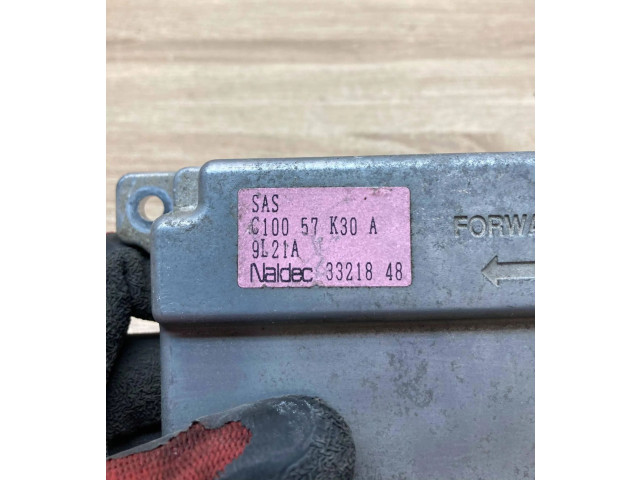 SAS
C100 57 K30 A
9L21A
Naldec 33218 48
FORWA